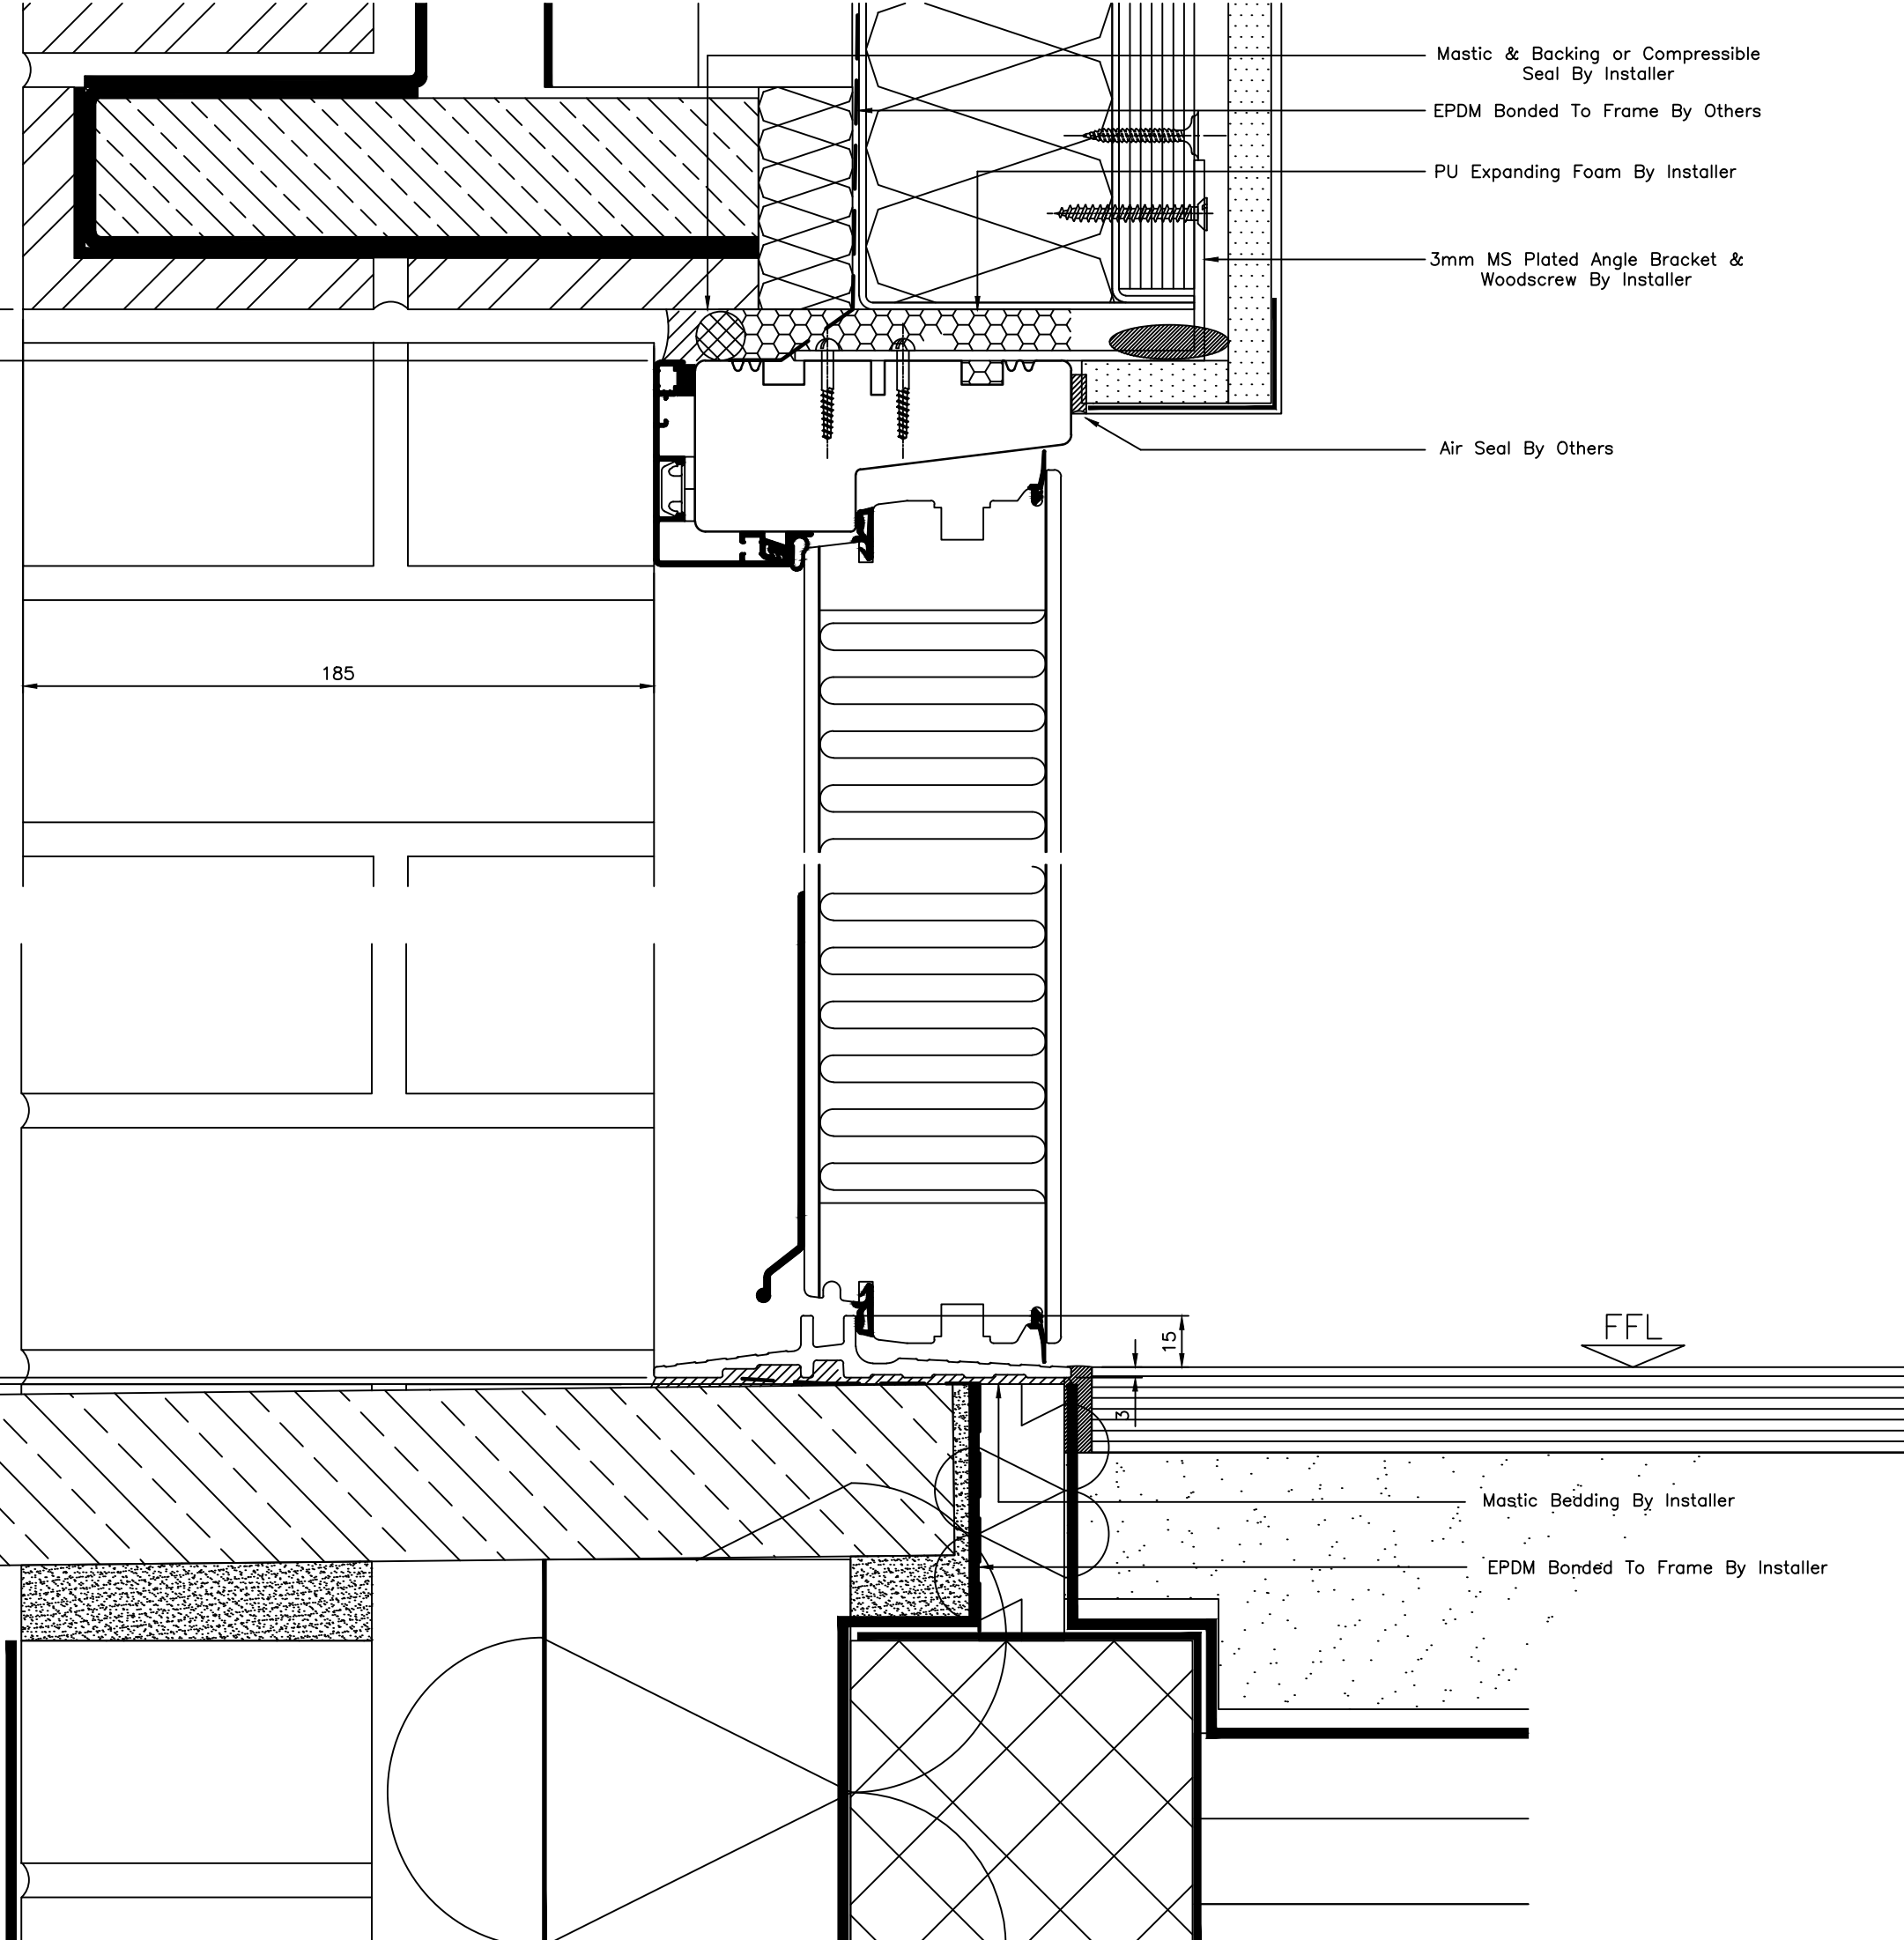 Mastic & Backing or Compressible
Seal By Installer
EPDM Bonded To Frame By Others
PU Expanding Foam By Installer
3mm MS Plated Angle Bracket &
Woodscrew By Installer
Air Seal By Others
185
15
FFL
3
Mastic Bedding By Installer
EPDM Bonded To Frame By Installer